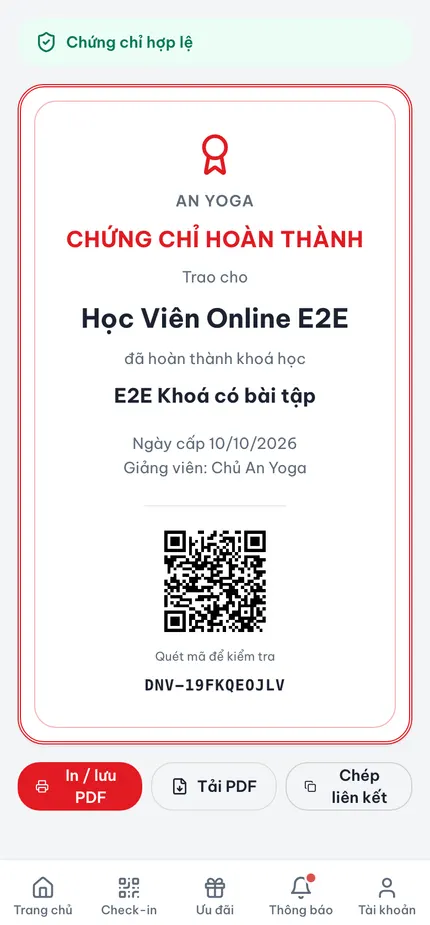 Chứng chỉ hợp lệ
AN YOGA
CHỨNG CHỈ HOÀN THÀNH
Trao cho
Học Viên Online E2E
đã hoàn thành khoá học
E2E Khoá có bài tập
Ngày cấp 10/10/2026
Giảng viên: Chủ An Yoga
Quét mã để kiểm tra
DNV-19FKQEOJLV
In / lưu
PDF
Tải PDF
Chép
liên kết
Trang chủ
Check-in
Ưu đãi
Thông báo
Tài khoản